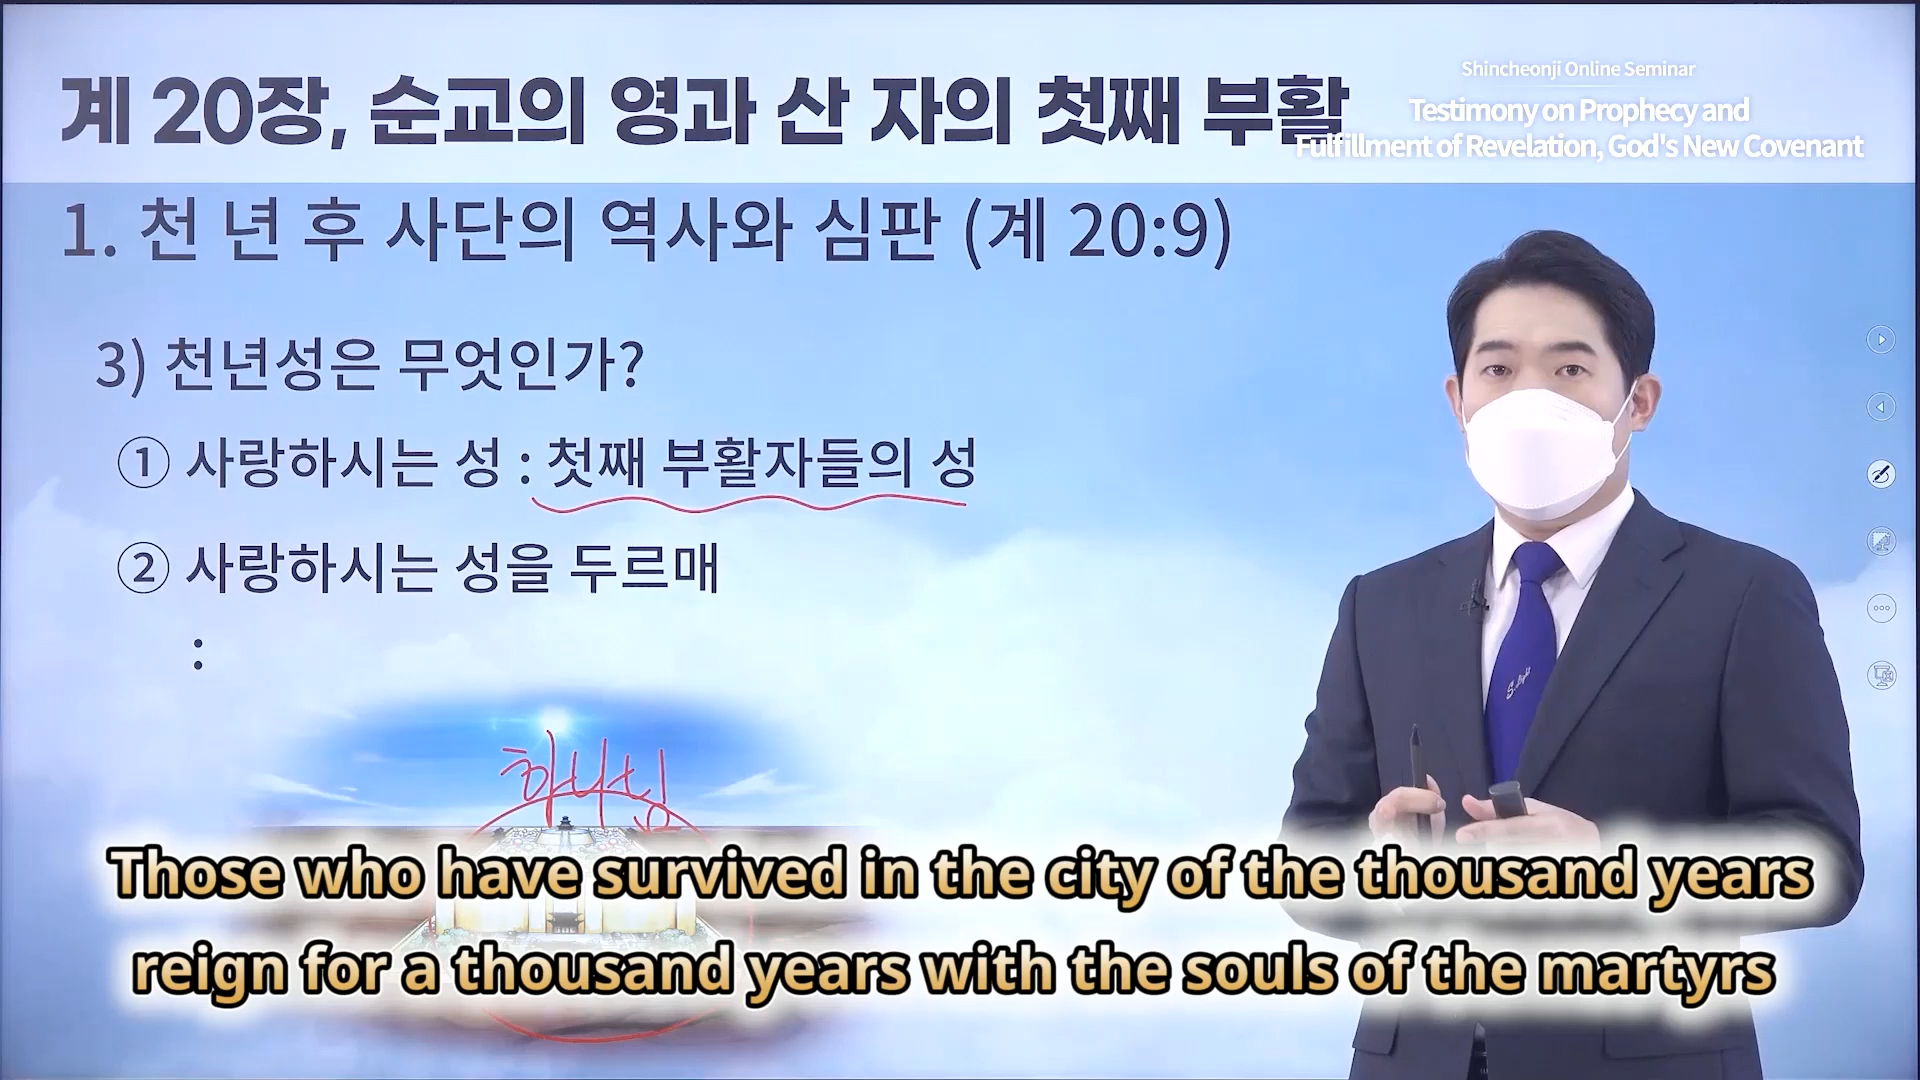 계 20장, 순교의 영과 산 자의 첫째 부활
Shincheonji Online Seminar
Testimony on Prophecy and
Fulfillment of Revelation, God's New Covenant
1. 천 년 후 사단의 역사와 심판 (계 20:9)
3) 천년성은 무엇인가?
① 사랑하시는 성 : 첫째 부활자들의 성
② 사랑하시는 성을 두르매
:
하나님
Those who have survived in the city of the thousand years
reign for a thousand years with the souls of the martyrs